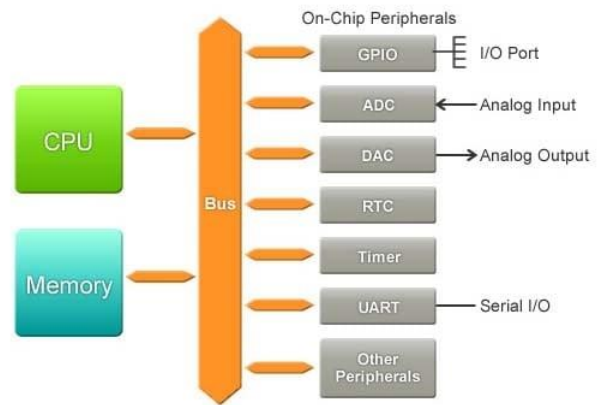 On-Chip Peripherals
GPIO
I/O Port
ADC
Analog Input
CPU
DAC
Analog Output
Bus
RTC
Memory
Timer
UART
Serial I/O
Other
Peripherals